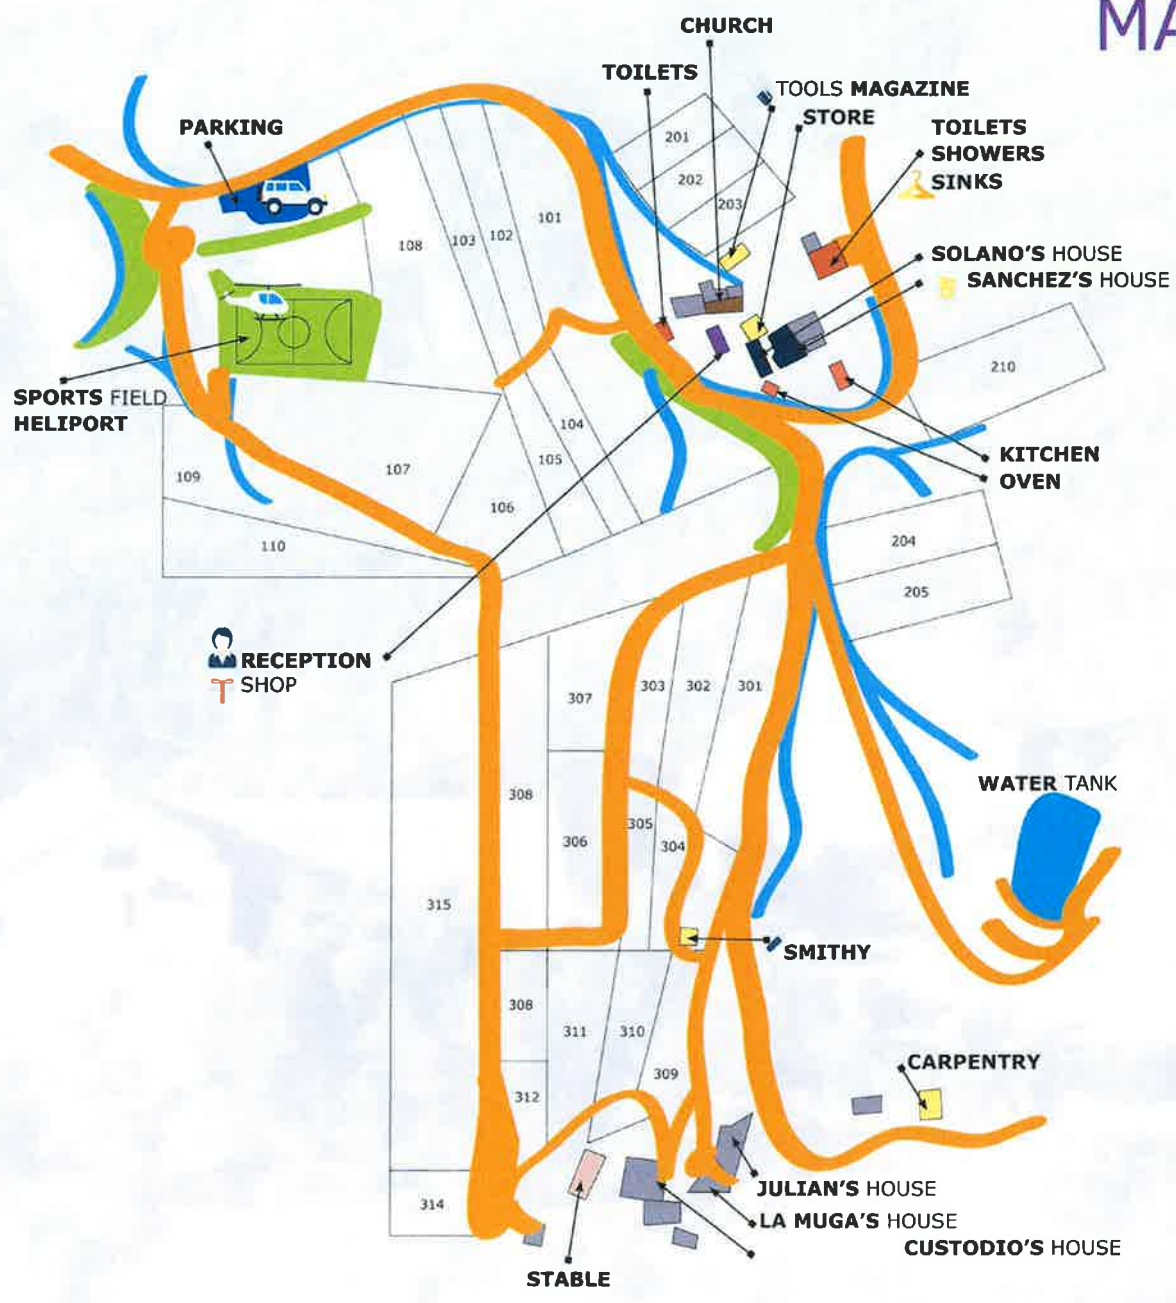 MA
CHURCH
TOILETS
TOOLS MAGAZINE
STORE
PARKING
TOILETS
SHOWERS
SINKS
201
202
203
101
102
103
108
SOLANO'S HOUSE
SANCHEZ'S HOUSE
210
SPORTS FIELD
HELIPORT
104
105
106
107
109
110
KITCHEN
OVEN
204
205
RECEPTION
SHOP
307
303
302
301
308
306
305
304
WATER TANK
315
SMITHY
308
311
310
309
312
CARPENTRY
314
JULIAN'S HOUSE
LA MUGA'S HOUSE
CUSTODIO'S HOUSE
STABLE